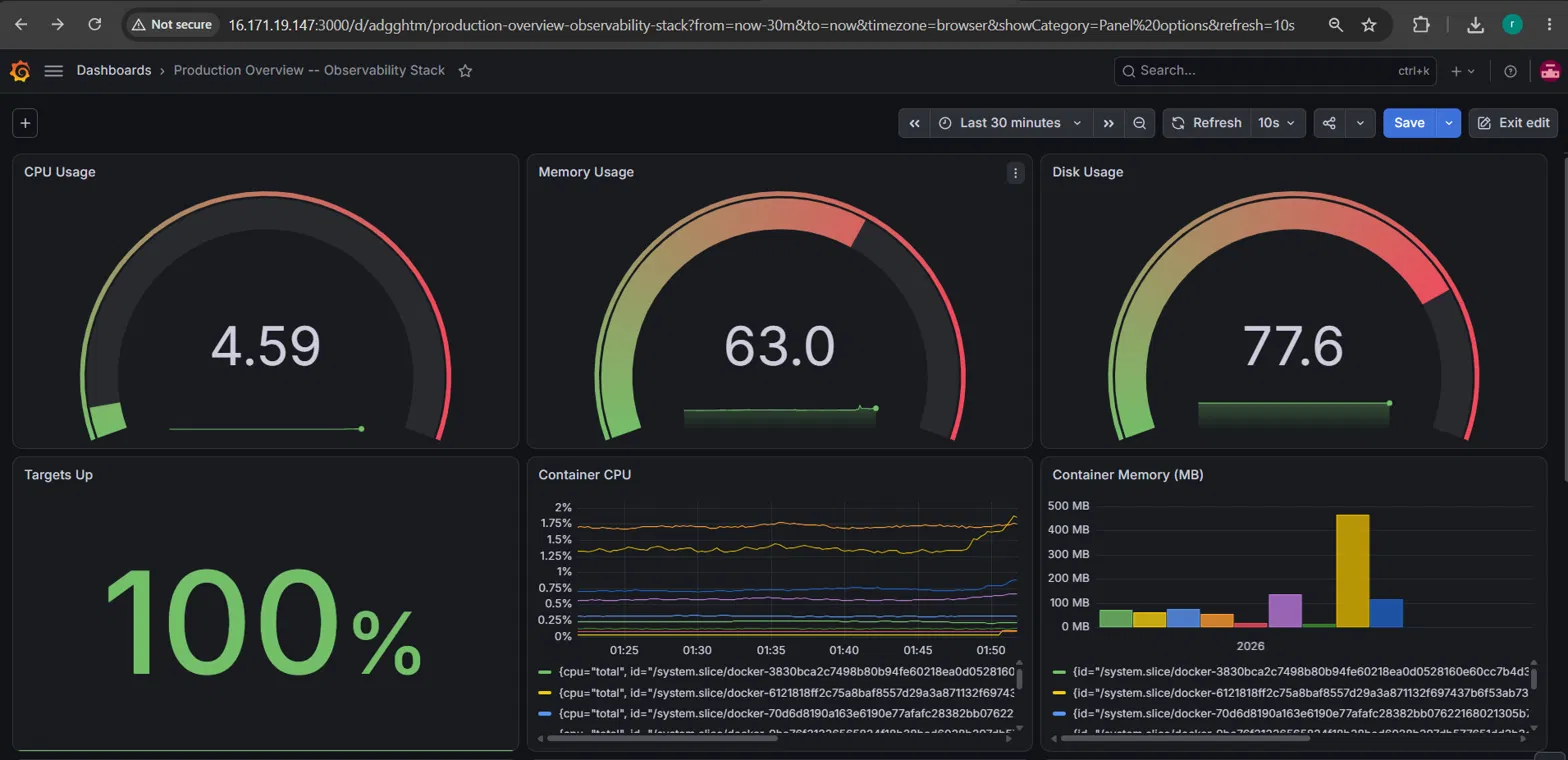 Not secure 16.171.19.147:3000/d/adgghtm/production-overview-observability-stack?from=now-30m&to=now&timezone=browser&showCategory=Panel%20options&refresh=10s r
Dashboards › Production Overview -- Observability Stack Search... ctrl+k
Last 30 minutes Refresh 10s Save Exit edit
CPU Usage
4.59
Memory Usage
63.0
Disk Usage
77.6
Targets Up
100%
Container CPU
2%
1.75%
1.5%
1.25%
1%
0.75%
0.5%
0.25%
0%
01:25 01:30 01:35 01:40 01:45 01:50
{cpu="total", id="/system.slice/docker-3830bca2c7498b80b94fe60218ea0d0528160
{cpu="total", id="/system.slice/docker-6121818ff2c75a8baf8557d29a3a871132f6974
{cpu="total", id="/system.slice/docker-70d6d8190a163e6190e77afafc28382bb07622
Container Memory (MB)
500 MB
400 MB
300 MB
200 MB
100 MB
0 MB
2026
{id="/system.slice/docker-3830bca2c7498b80b94fe60218ea0d0528160e60cc7b4d3
{id="/system.slice/docker-6121818ff2c75a8baf8557d29a3a871132f697437b6f53ab73
{id="/system.slice/docker-70d6d8190a163e6190e77afafc28382bb07622168021305b7